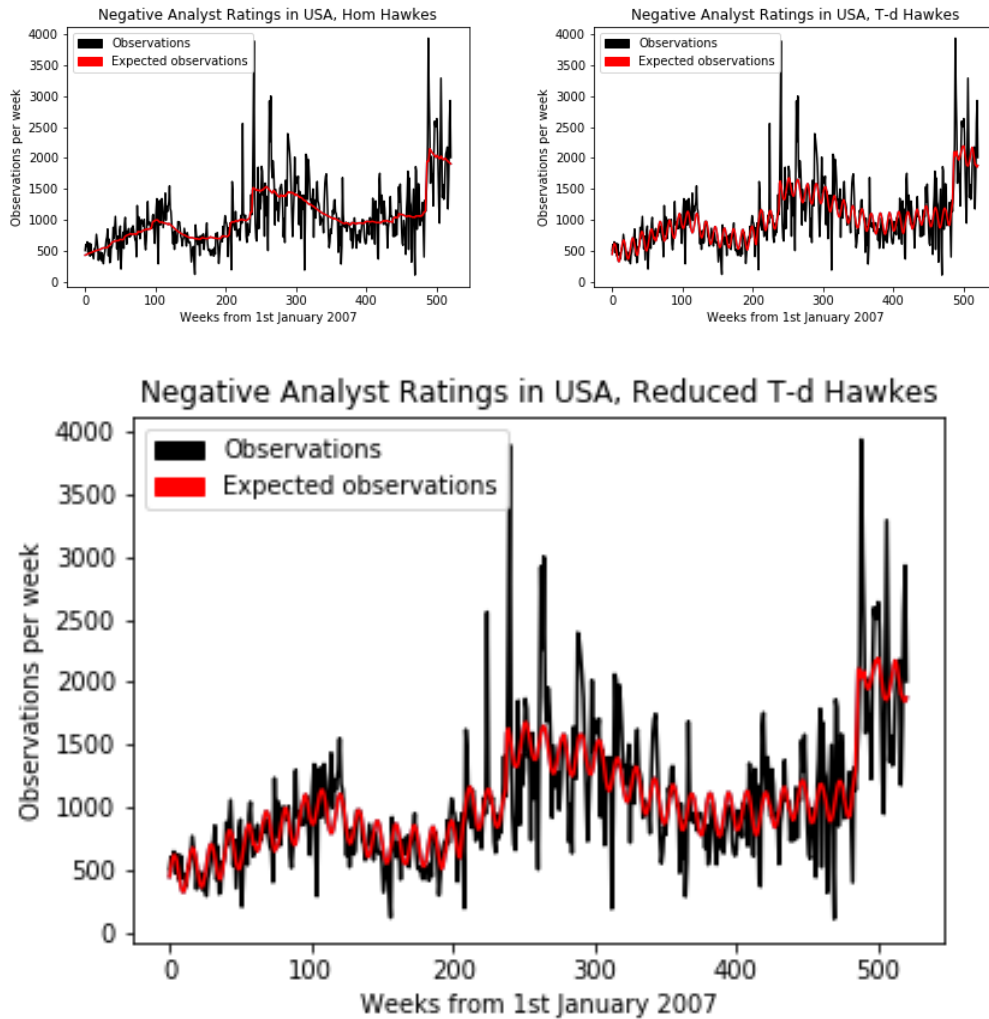 Negative Analyst Ratings in USA, Hom Hawkes
Observations
Expected observations
Observations per week
4000
3500
3000
2500
2000
1500
1000
500
0
0 100 200 300 400 500
Weeks from 1st January 2007
Negative Analyst Ratings in USA, T-d Hawkes
Observations
Expected observations
Observations per week
4000
3500
3000
2500
2000
1500
1000
500
0
0 100 200 300 400 500
Weeks from 1st January 2007
Negative Analyst Ratings in USA, Reduced T-d Hawkes
Observations
Expected observations
Observations per week
4000
3500
3000
2500
2000
1500
1000
500
0
0 100 200 300 400 500
Weeks from 1st January 2007